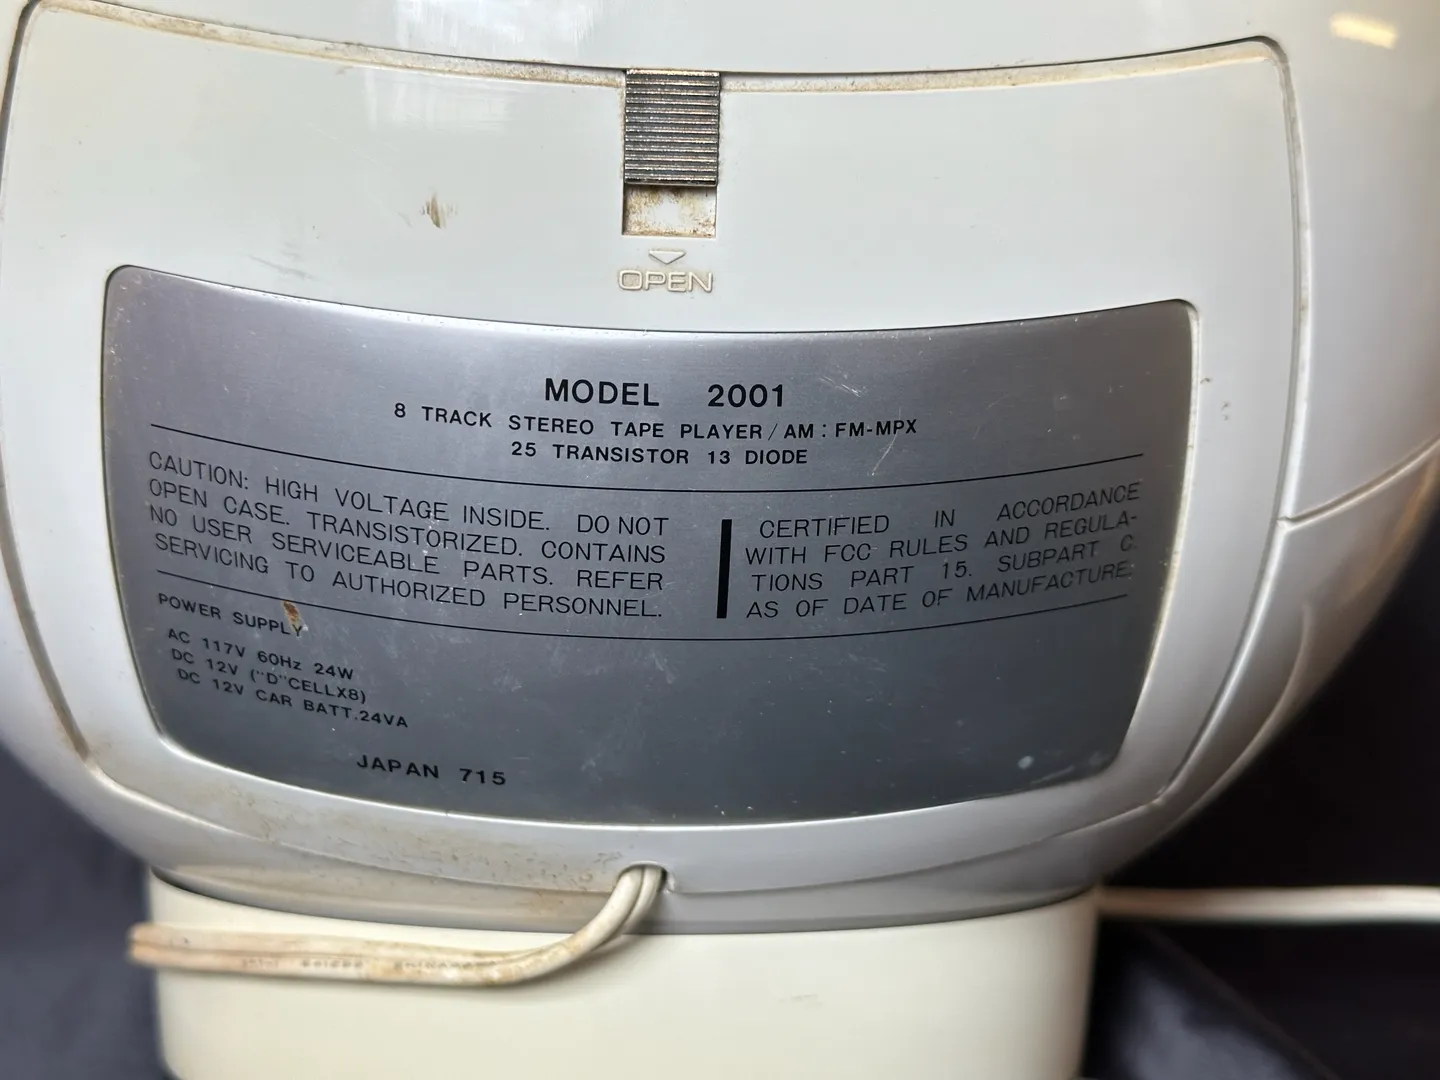 OPEN
MODEL 2001
8 TRACK STEREO TAPE PLAYER/AM:FM-MPX
25 TRANSISTOR 13 DIODE
CAUTION: HIGH VOLTAGE INSIDE. DO NOT
OPEN CASE. TRANSISTORIZED. CONTAINS
NO USER SERVICEABLE PARTS. REFER
SERVICING TO AUTHORIZED PERSONNEL.
CERTIFIED IN ACCORDANCE
WITH FCC RULES AND REGULA-
TIONS PART 15. SUBPART C.
AS OF DATE OF MANUFACTURE.
POWER SUPPLY
AC 117V 60Hz 24W
DC 12V ("D"CELLX8)
DC 12V CAR BATT.24VA
JAPAN 715